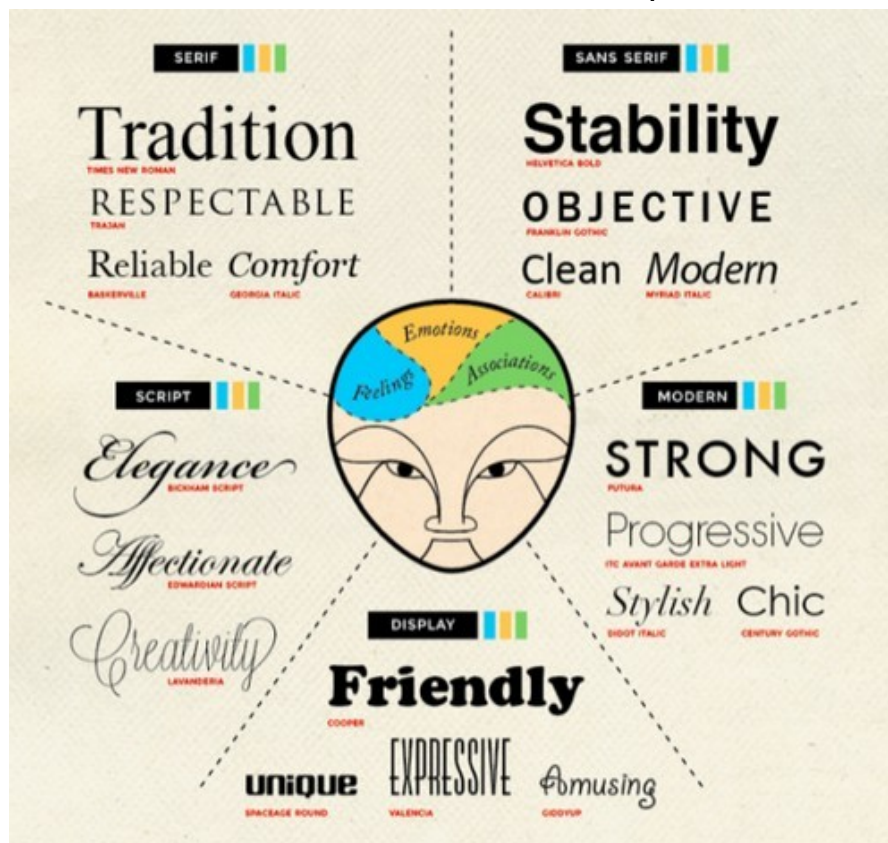 SERIF
Tradition
TIMES NEW ROMAN
RESPECTABLE
TRAJAN
Reliable Comfort
BASKERVILLE GEORGIA ITALIC
SANS SERIF
Stability
HELVETICA BOLD
OBJECTIVE
FRANKLIN GOTHIC
Clean Modern
CALIBRI MYRIAD ITALIC
Emotions
Feelings
Associations
SCRIPT
Elegance
BICKHAM SCRIPT
Affectionate
EDWARDIAN SCRIPT
Creativity
LAVANDERIA
MODERN
STRONG
FUTURA
Progressive
ITC AVANT GARDE EXTRA LIGHT
Stylish Chic
DIDOT ITALIC CENTURY GOTHIC
DISPLAY
Friendly
COOPER
UNIQUE EXPRESSIVE Amusing
SPACEAGE ROUND VALENCIA GIDDYUP